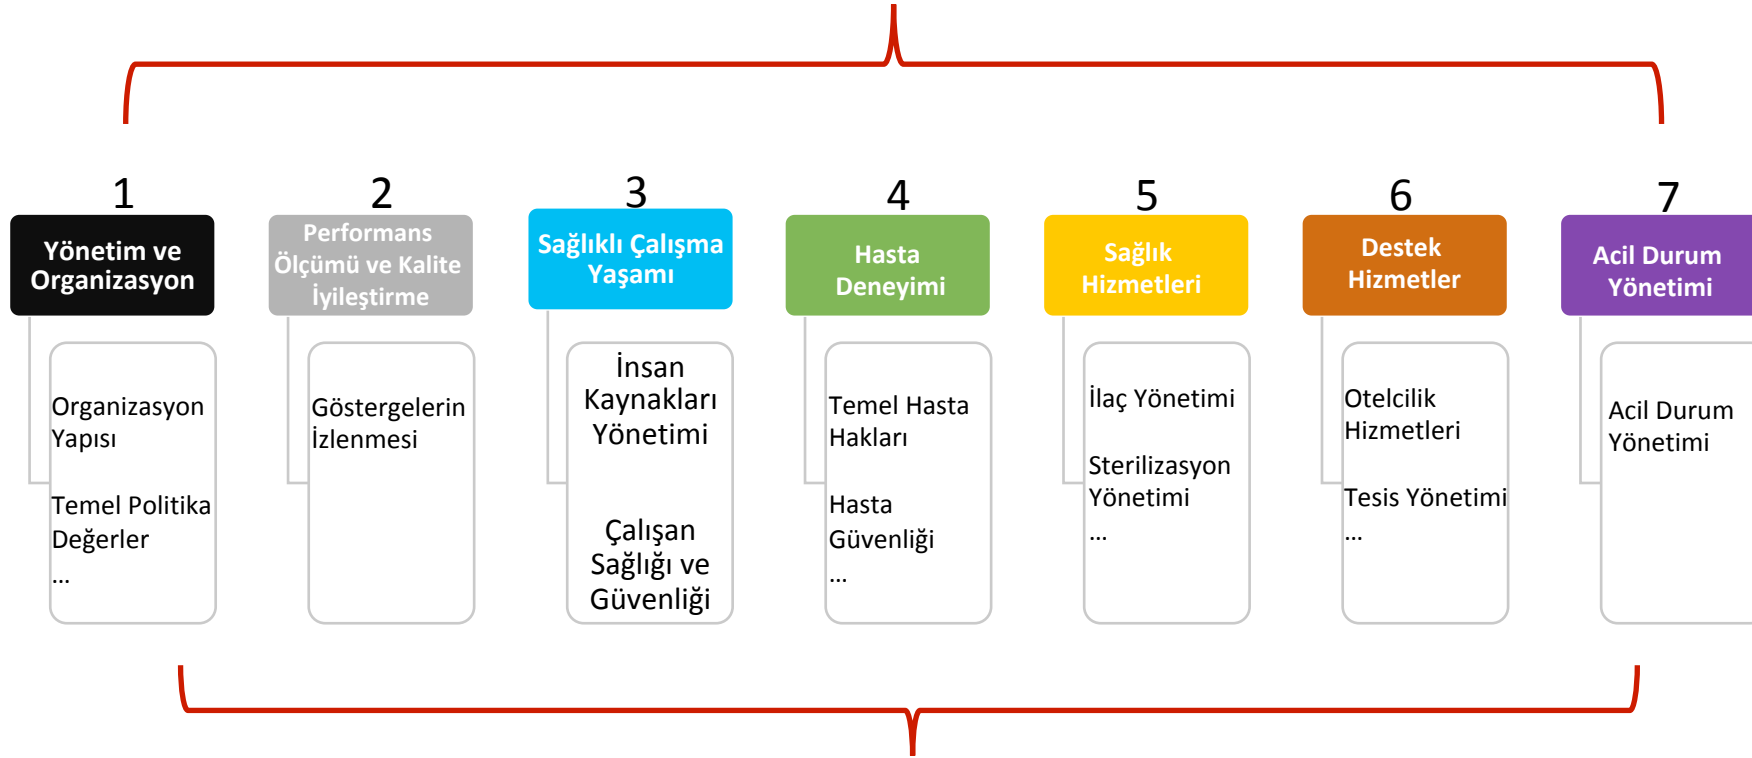 1
Yönetim ve
Organizasyon
Organizasyon
Yapısı
Temel Politika
Değerler
...
2
Performans
Ölçümü ve Kalite
İyileştirme
Göstergelerin
İzlenmesi
3
Sağlıklı Çalışma
Yaşamı
İnsan
Kaynakları
Yönetimi
Çalışan
Sağlığı ve
Güvenliği
4
Hasta
Deneyimi
Temel Hasta
Hakları
Hasta
Güvenliği
...
5
Sağlık
Hizmetleri
İlaç Yönetimi
Sterilizasyon
Yönetimi
...
6
Destek
Hizmetler
Otelcilik
Hizmetleri
Tesis Yönetimi
...
7
Acil Durum
Yönetimi
Acil Durum
Yönetimi